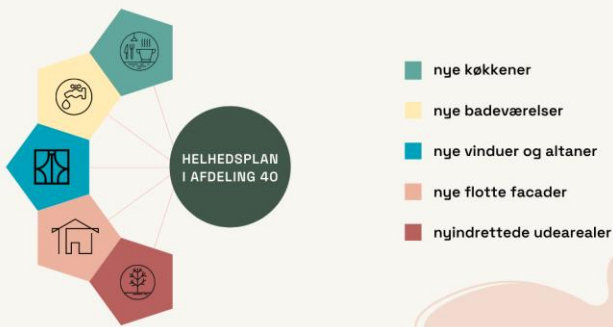 HELHEDSPLAN
I AFDELING 40
nye køkkener
nye badeværelser
nye vinduer og altaner
nye flotte facader
nyindrettede udearealer